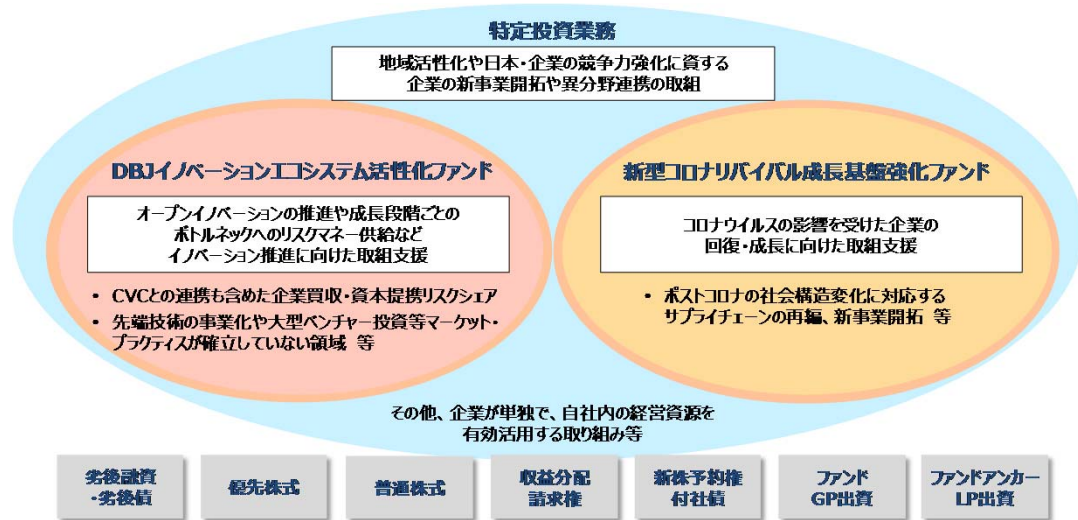 特定投資業務
地域活性化や日本・企業の競争力強化に資する
企業の新事業開拓や異分野連携の取組
DBJイノベーションエコシステム活性化ファンド
オープンイノベーションの推進や成長段階ごとの
ボトルネックへのリスクマネー供給など
イノベーション推進に向けた取組支援
• CVCとの連携も含めた企業買収・資本提携リスクシェア
• 先端技術の事業化や大型ベンチャー投資等マーケット・
プラクティスが確立していない領域 等
新型コロナリバイバル成長基盤強化ファンド
コロナウイルスの影響を受けた企業の
回復・成長に向けた取組支援
• ポストコロナの社会構造変化に対応する
サプライチェーンの再編、新事業開拓 等
その他、企業が単独で、自社内の経営資源を
有効活用する取り組み等
劣後融資
・劣後債
優先株式
普通株式
収益分配
請求権
新株予約権
付社債
ファンド
GP出資
ファンドアンカー
LP出資